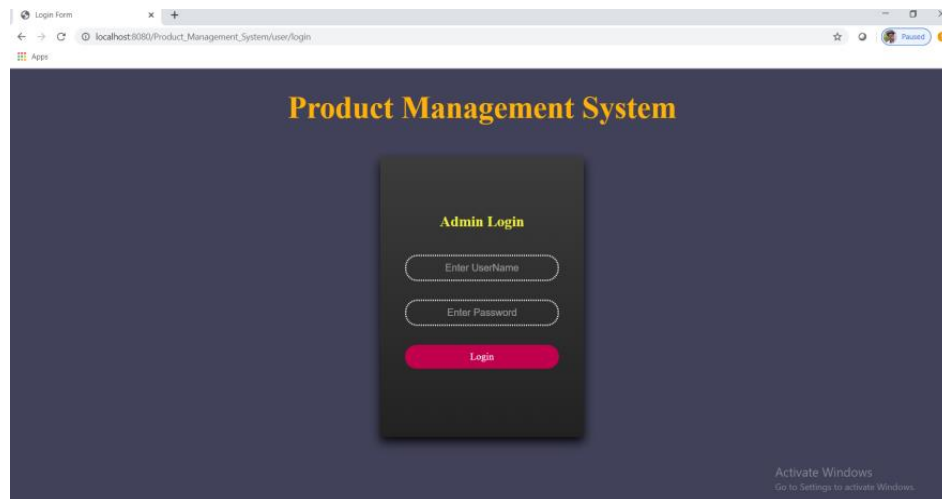 Login Form
localhost:8080/Product_Management_System/user/login
Paused
Apps
Product Management System
Admin Login
Enter UserName
Enter Password
Login
Activate Windows
Go to Settings to activate Windows.